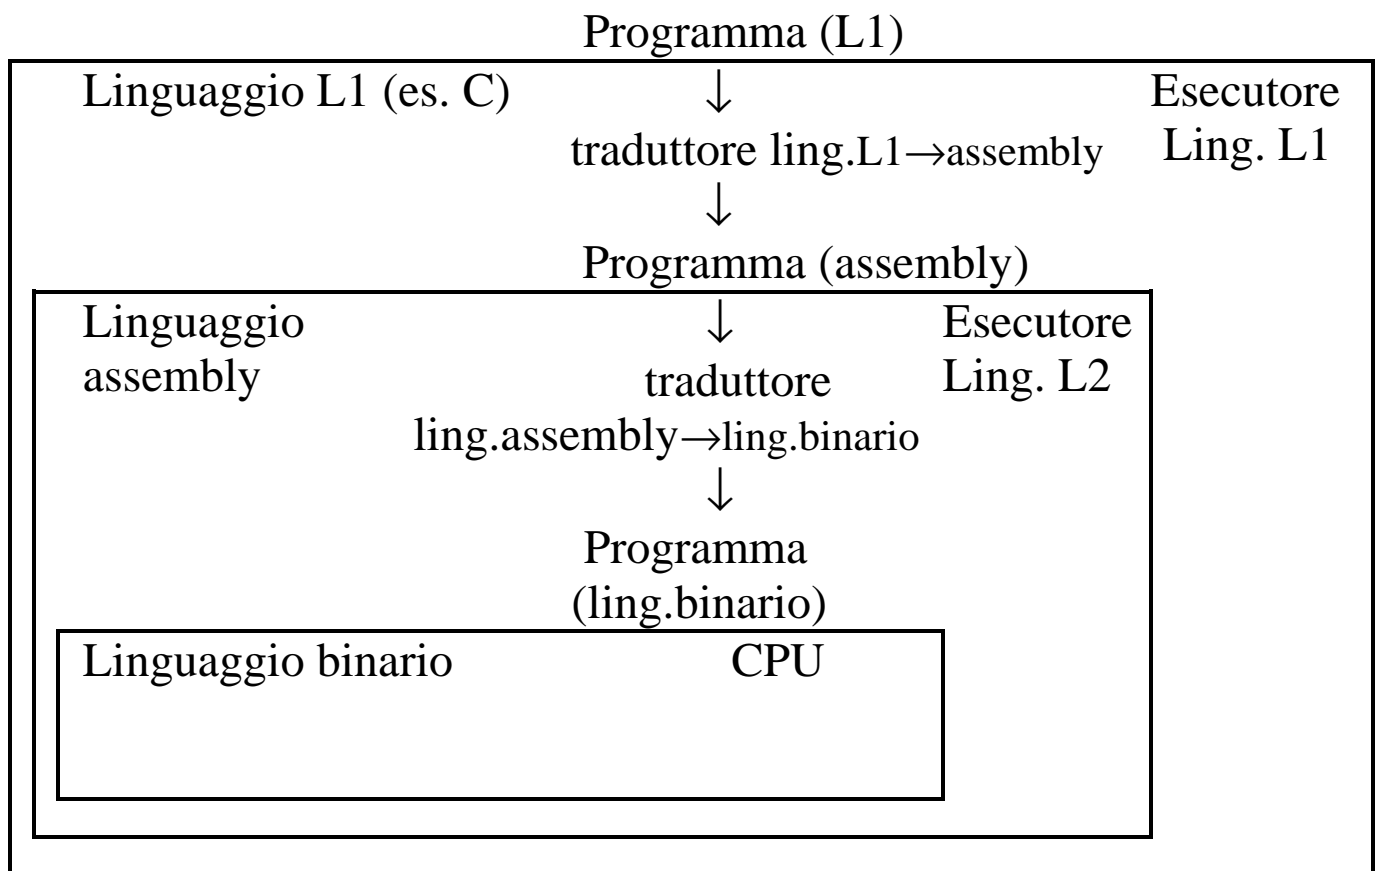 Programma (L1)
Linguaggio L1 (es. C) ↓ Esecutore
traduttore ling.L1→assembly Ling. L1
↓
Programma (assembly)
Linguaggio ↓ Esecutore
assembly traduttore Ling. L2
ling.assembly→ling.binario
↓
Programma
(ling.binario)
Linguaggio binario CPU